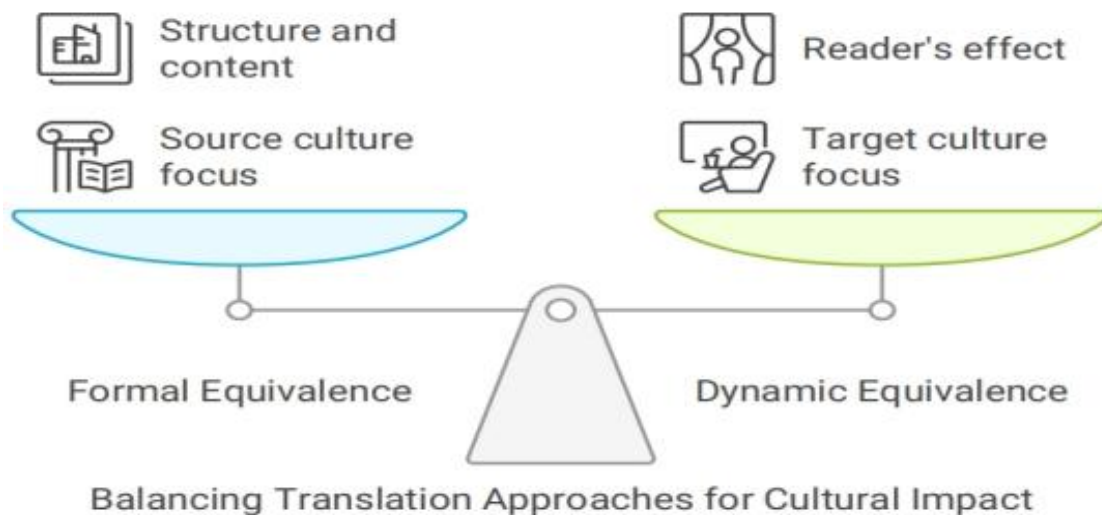 Structure and
content
Source culture
focus
Reader's effect
Target culture
focus
Formal Equivalence
Dynamic Equivalence
Balancing Translation Approaches for Cultural Impact